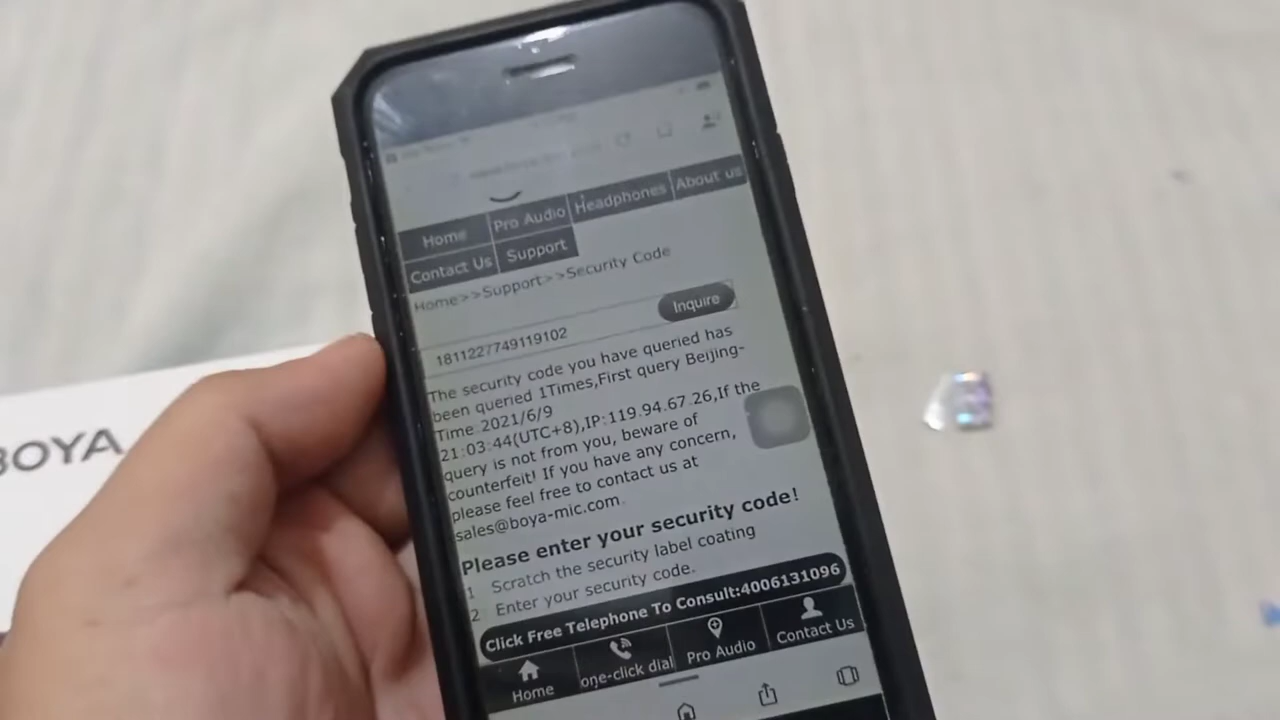 BOYA
Home Pro Audio Headphones About us
Contact Us Support
Home>>Support>>Security Code
1811227749119102 Inquire
The security code you have queried has
been queried 1Times,First query Beijing-
Time:2021/6/9
21:03:44(UTC+8),IP:119.94.67.26,If the
query is not from you, beware of
counterfeit! If you have any concern,
please feel free to contact us at
sales@boya-mic.com.
Please enter your security code!
1 Scratch the security label coating
2 Enter your security code.
Click Free Telephone To Consult:4006131096
Home one-click dial Pro Audio Contact Us